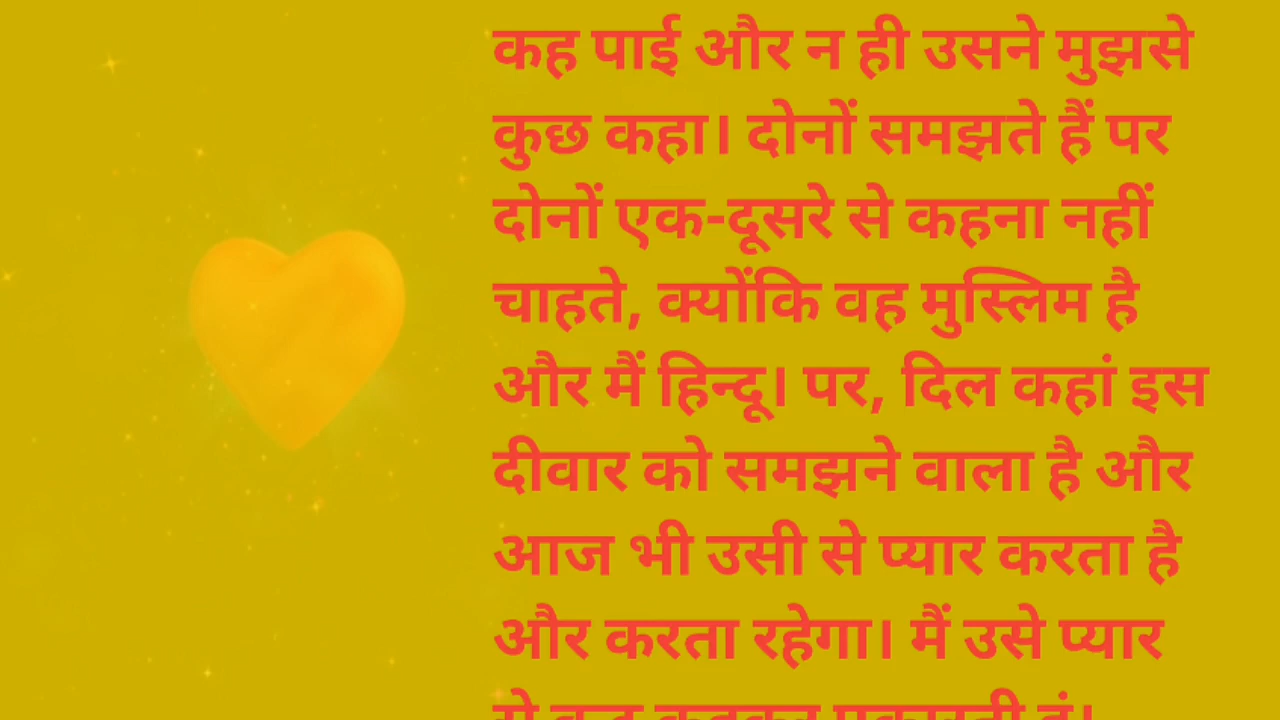 कह पाई और न ही उसने मुझसे
कुछ कहा। दोनों समझते हैं पर
दोनों एक-दूसरे से कहना नहीं
चाहते, क्योंकि वह मुस्लिम है
और मैं हिन्दू। पर, दिल कहां इस
दीवार को समझने वाला है और
आज भी उसी से प्यार करता है
और करता रहेगा। मैं उसे प्यार
से